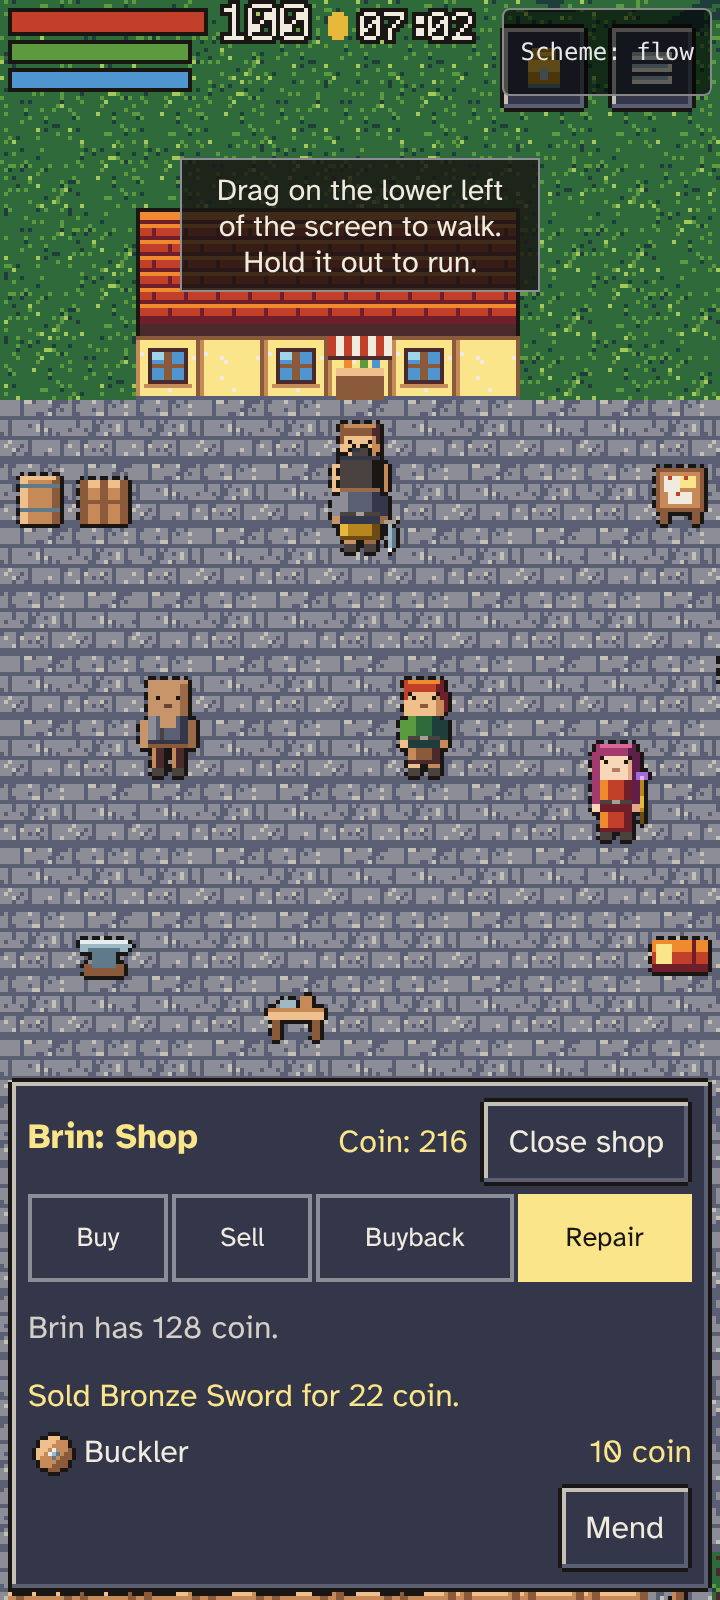 100 07:02
Scheme: flow
Drag on the lower left
of the screen to walk.
Hold it out to run.
Brin: Shop
Coin: 216
Close shop
Buy
Sell
Buyback
Repair
Brin has 128 coin.
Sold Bronze Sword for 22 coin.
Buckler
10 coin
Mend